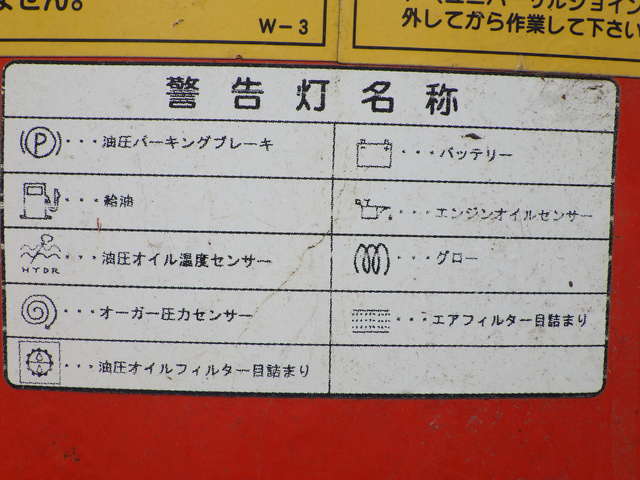 ません。
W-3
外してから作業して下さい
警告灯名称
P
・・・油圧パーキングブレーキ
・・・バッテリー
・・・給油
・・・エンジンオイルセンサー
HYDR
・・・油圧オイル温度センサー
・・・グロー
・・・オーガー圧力センサー
・・・エアフィルター目詰まり
・・・油圧オイルフィルター目詰まり